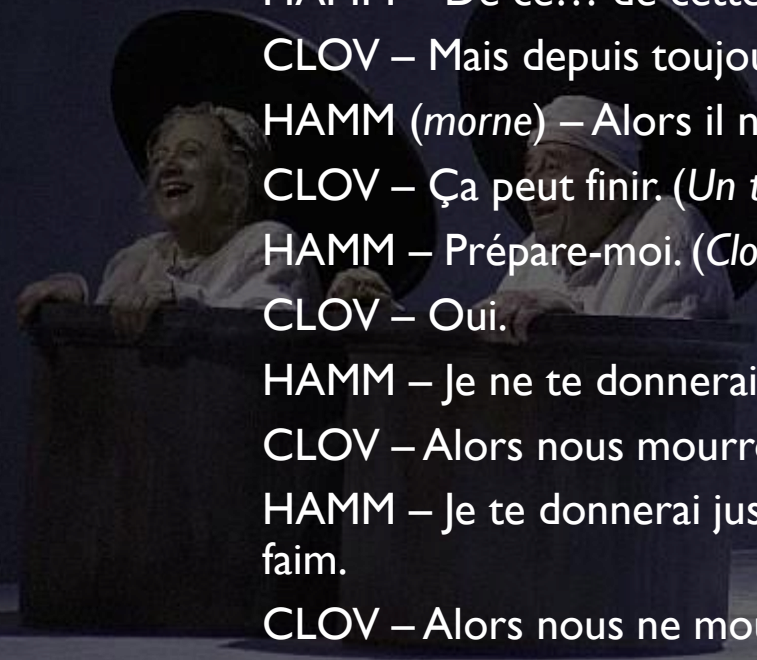 HAMM – De ce… de cette
CLOV – Mais depuis toujou
HAMM (morne) – Alors il n
CLOV – Ça peut finir. (Un t
HAMM – Prépare-moi. (Clo
CLOV – Oui.
HAMM – Je ne te donnerai
CLOV – Alors nous mourr
HAMM – Je te donnerai jus
faim.
CLOV – Alors nous ne mou